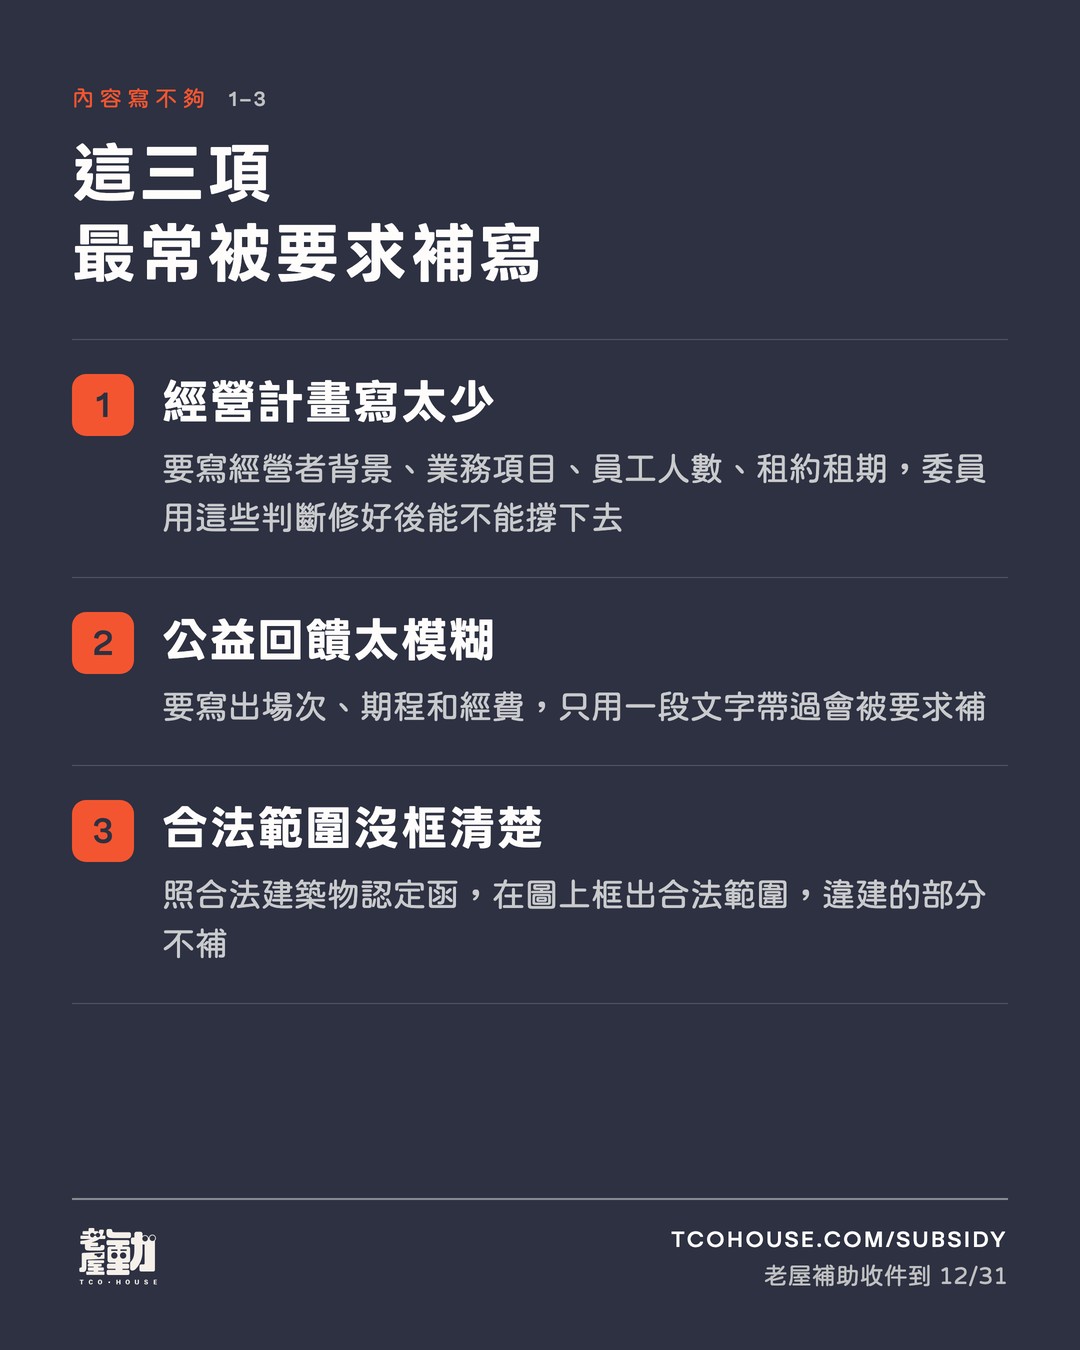 內容寫不夠 1–3
這三項
最常被要求補寫
1 經營計畫寫太少
要寫經營者背景、業務項目、員工人數、租約租期，委員
用這些判斷修好後能不能撐下去
2 公益回饋太模糊
要寫出場次、期程和經費，只用一段文字帶過會被要求補
3 合法範圍沒框清楚
照合法建築物認定函，在圖上框出合法範圍，違建的部分
不補
老屋動
TCO·HOUSE
TCOHOUSE.COM/SUBSIDY
老屋補助收件到 12/31